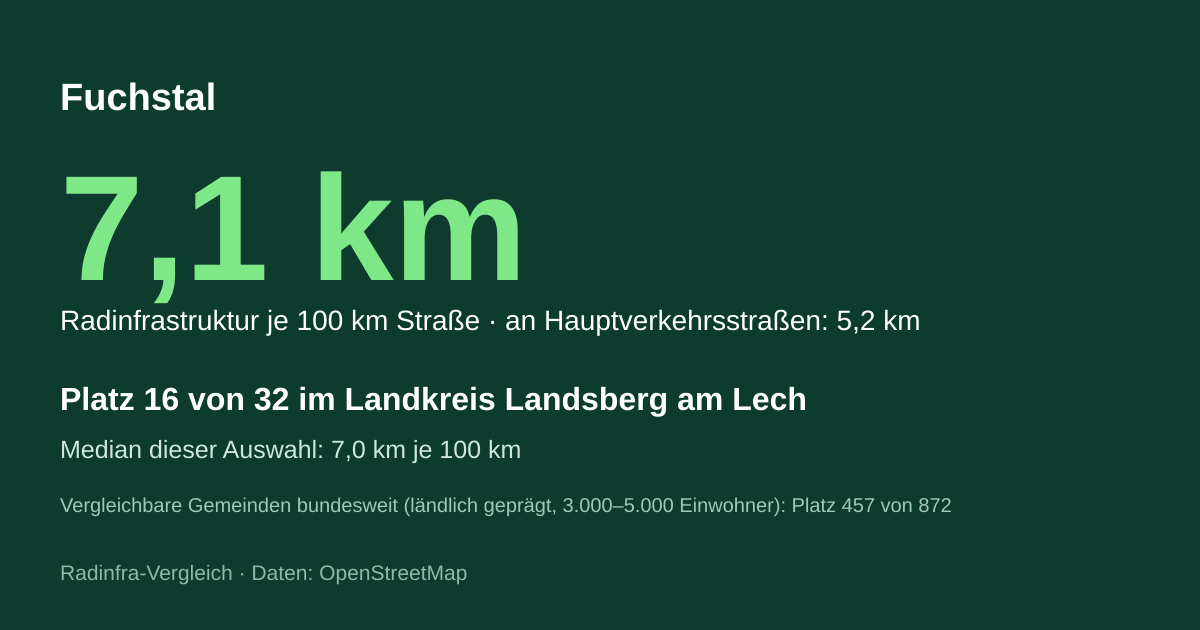 Fuchstal
7,1 km
Radinfrastruktur je 100 km Straße · an Hauptverkehrsstraßen: 5,2 km
Platz 16 von 32 im Landkreis Landsberg am Lech
Median dieser Auswahl: 7,0 km je 100 km
Vergleichbare Gemeinden bundesweit (ländlich geprägt, 3.000–5.000 Einwohner): Platz 457 von 872
Radinfra-Vergleich · Daten: OpenStreetMap